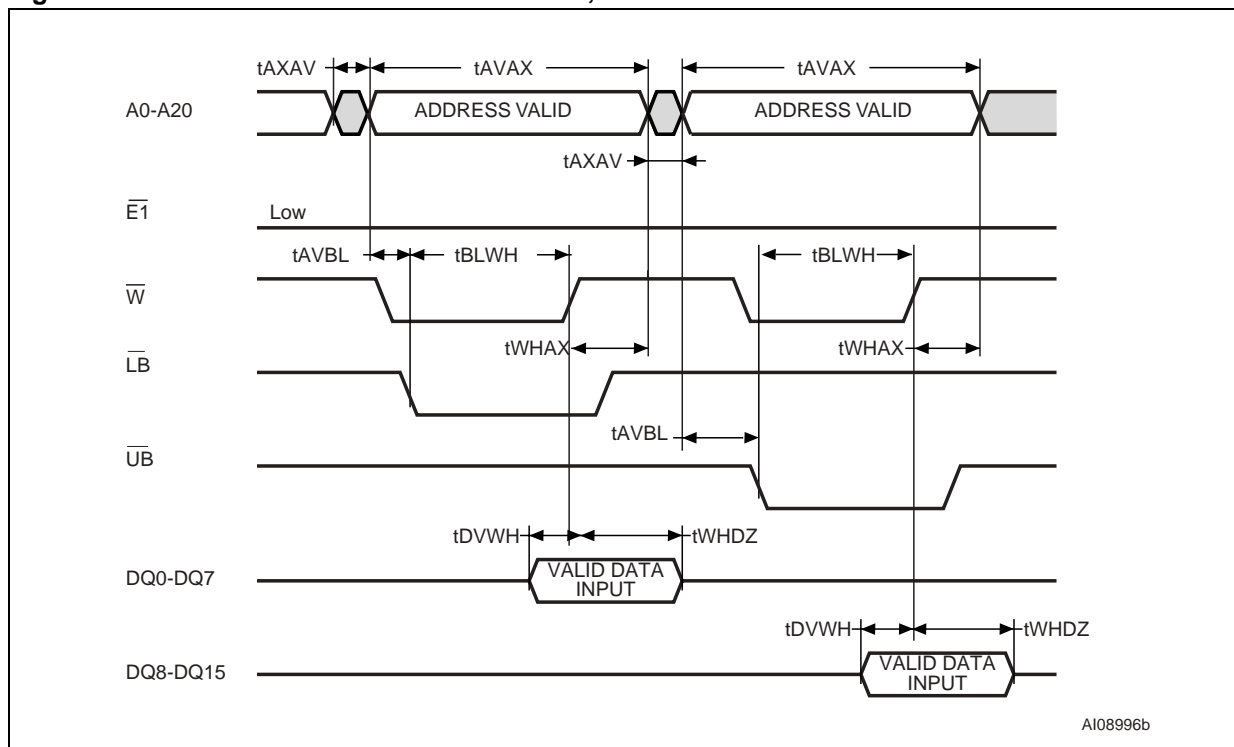 tAXAV tAVAX tAVAX
A0-A20 ADDRESS VALID ADDRESS VALID
tAXAV
E1 Low
tAVBL tBLWH tBLWH
W
tWHAX tWHAX
LB
tAVBL
UB
tDVWH tWHDZ
DQ0-DQ7 VALID DATA
INPUT
tDVWH tWHDZ
DQ8-DQ15 VALID DATA
INPUT
AI08996b